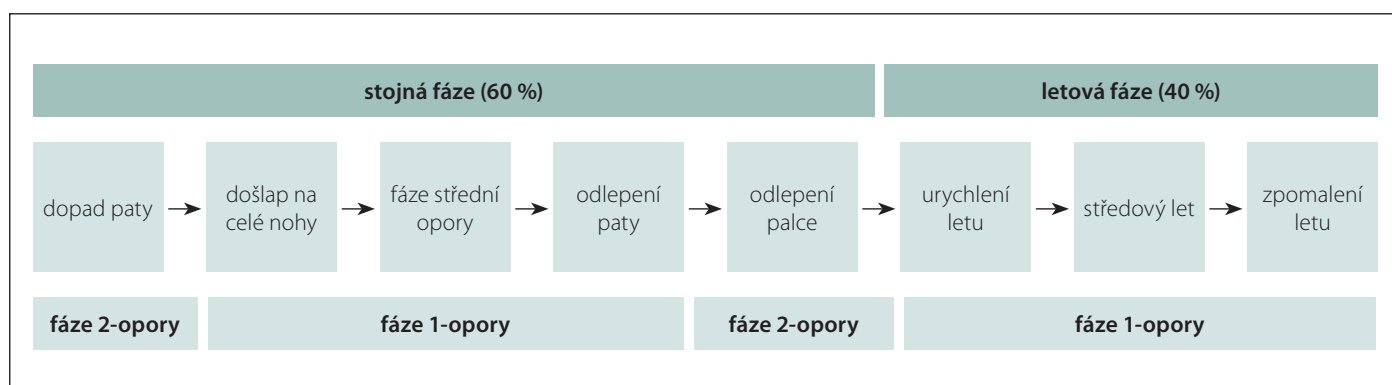 stojná fáze (60 %)
letová fáze (40 %)
dopad paty
došlap na
celé nohy
fáze střední
opory
odlepení
paty
odlepení
palce
urychlení
letu
středový let
zpomalení
letu
fáze 2-opory
fáze 1-opory
fáze 2-opory
fáze 1-opory